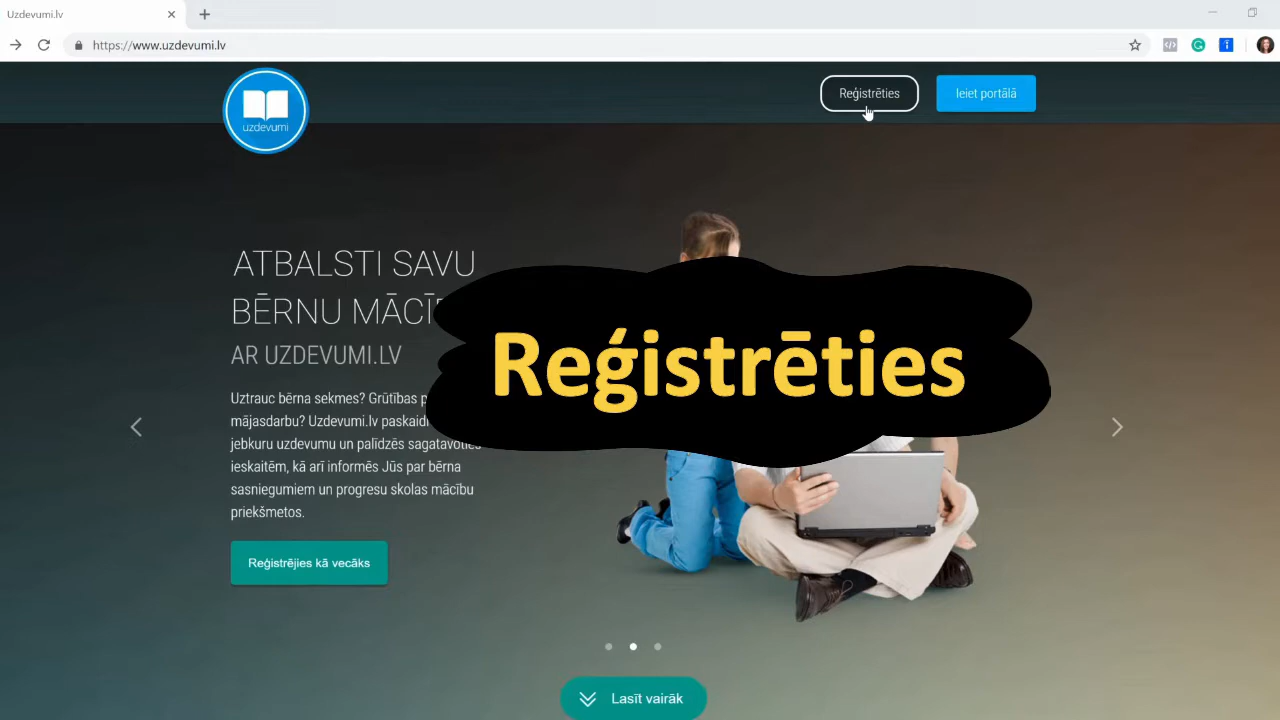 Uzdevumi.lv
https://www.uzdevumi.lv
uzdevumi
Reģistrēties
Ieiet portālā
ATBALSTI SAVU
BĒRNU
AR UZDEVUMI.LV
Uztrauc bērna sekmes? Grūtības
mājasdarbu? Uzdevumi.lv
jebkuru uzdevumu un palīdzēs sagatavoties
ieskaitēm, kā arī informēs Jūs par bērna
sasniegumiem un progresu skolas mācību
priekšmetos.
Reģistrējies kā vecāks
Reģistrēties
Lasīt vairāk